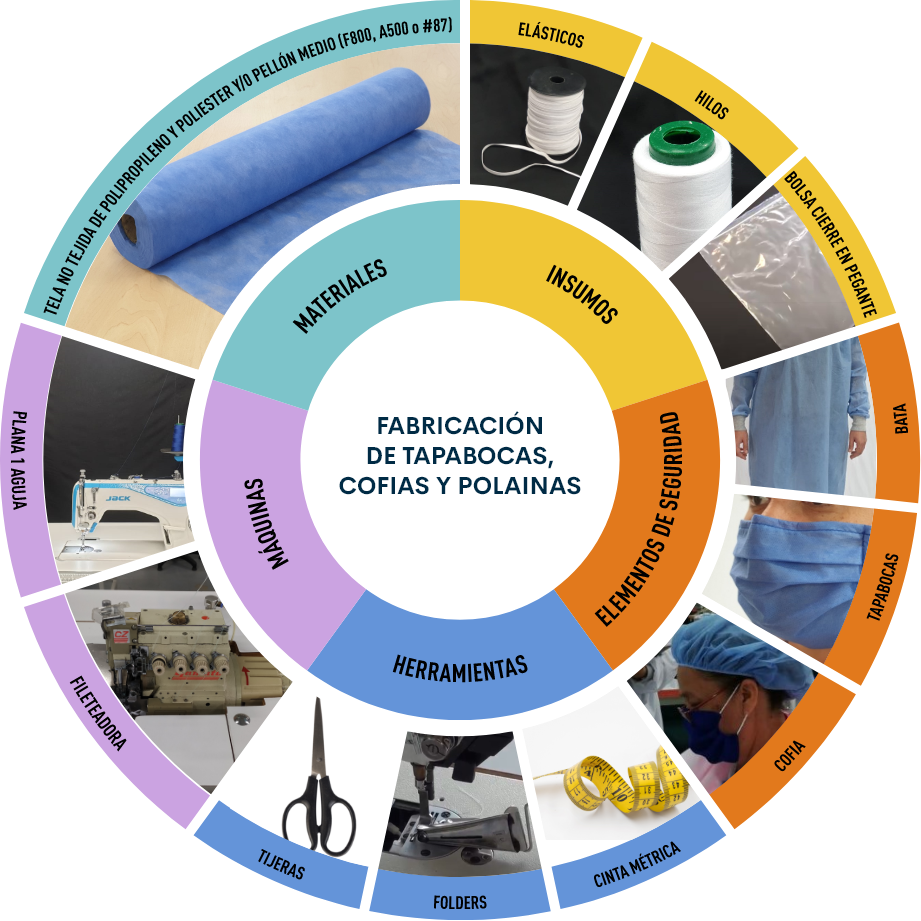 FABRICACIÓN
DE TAPABOCAS,
COFIAS Y POLAINAS
MATERIALES
TELA NO TEJIDA DE POLIPROPILENO Y POLIESTER Y/O PELLÓN MEDIO (F800, A500 o #87)
INSUMOS
ELÁSTICOS
HILOS
BOLSA CIERRE EN PEGANTE
ELEMENTOS DE SEGURIDAD
BATA
TAPABOCAS
COFIA
HERRAMIENTAS
CINTA MÉTRICA
FOLDERS
TIJERAS
MÁQUINAS
FILETEADORA
PLANA 1 AGUJA
JACK